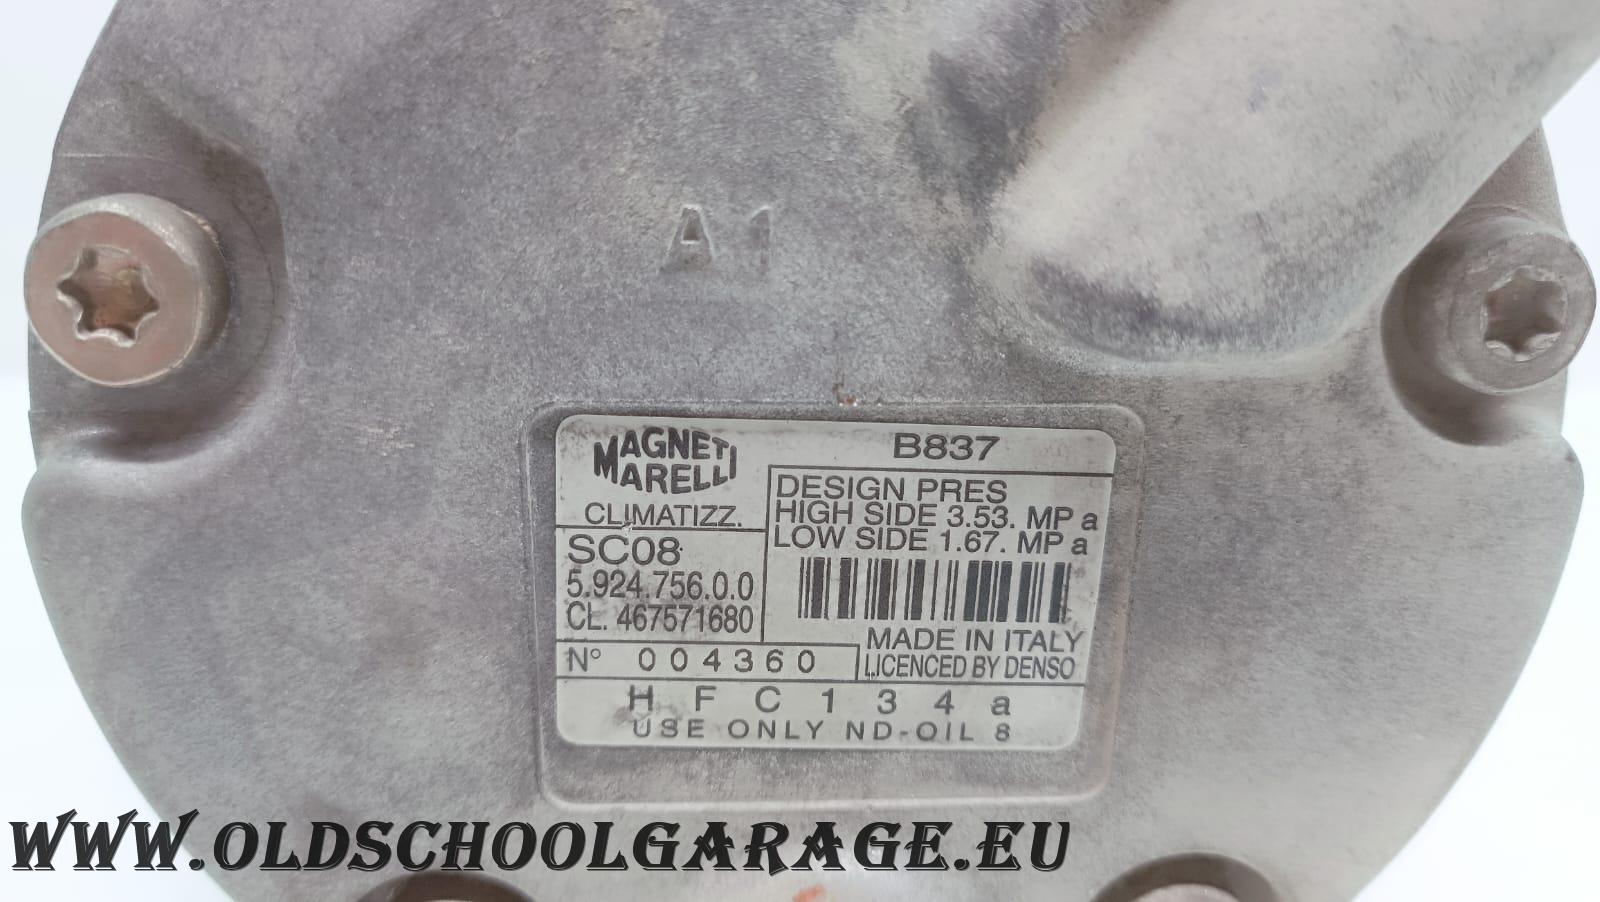 A1
MAGNETI
MARELLI
CLIMATIZZ.
B837
DESIGN PRES
HIGH SIDE 3.53. MPa
LOW SIDE 1.67. MPa
SC08
5.924.756.0.0
CL. 467571680
MADE IN ITALY
LICENCED BY DENSO
N° 004360
HFC134a
USE ONLY ND-OIL 8
WWW.OLDSCHOOLGARAGE.EU